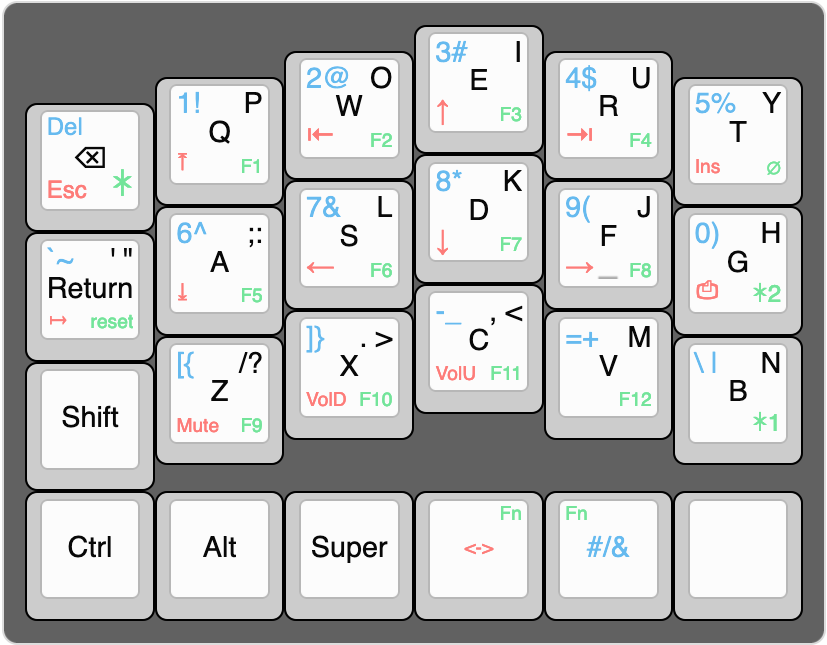 Del
⌫
Esc *
1! P
Q
⤒ F1
2@ O
W
⇤ F2
3# I
E
↑ F3
4$ U
R
⇥ F4
5% Y
T
Ins ∅
`~ ' "
Return
↦ reset
6^ ;:
A
⤓ F5
7& L
S
← F6
8* K
D
↓ F7
9( J
F
→ _ F8
0) H
G
*2
Shift
[{ /?
Z
Mute F9
]} . >
X
VolD F10
-_ , <
C
VolU F11
=+ M
V
F12
\ | N
B
*1
Ctrl
Alt
Super
Fn
<->
Fn
#/&